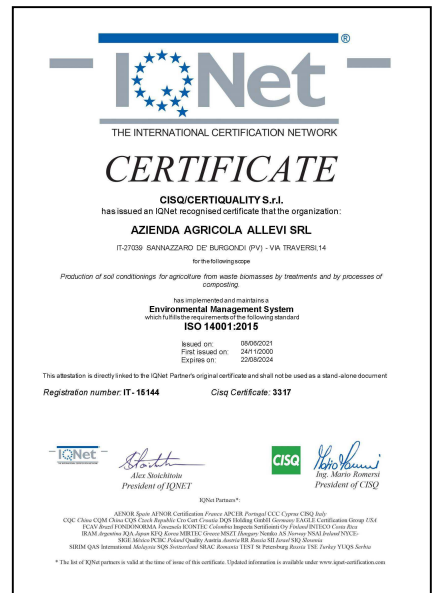 IQNet ®
THE INTERNATIONAL CERTIFICATION NETWORK
CERTIFICATE
CISQ/CERTIQUALITY S.r.l.
has issued an IQNet recognised certificate that the organization:
AZIENDA AGRICOLA ALLEVI SRL
IT-27039 SANNAZZARO DE' BURGONDI (PV) - VIA TRAVERSI,14
for the following scope
Production of soil conditionings for agriculture from waste biomasses by treatments and by processes of
composting.
has implemented and maintains a
Environmental Management System
which fulfills the requirements of the following standard
ISO 14001:2015
Issued on: 08/06/2021
First issued on: 24/11/2000
Expires on: 22/08/2024
This attestation is directly linked to the IQNet Partner's original certificate and shall not be used as a stand-alone document
Registration number: IT - 15144 Cisq Certificate: 3317
IQNet
CISQ
Alex Stoichitoiu
President of IQNET
Ing. Mario Romersi
President of CISQ
IQNet Partners*:
AENOR Spain AFNOR Certification France APCER Portugal CCC Cyprus CISQ Italy
CQC China CQM China CQS Czech Republic Cro Cert Croatia DQS Holding GmbH Germany EAGLE Certification Group USA
FCAV Brazil FONDONORMA Venezuela ICONTEC Colombia Inspecta Sertifiointi Oy Finland INTECO Costa Rica
IRAM Argentina JQA Japan KFQ Korea MIRTEC Greece MSZT Hungary Nemko AS Norway NSAI Ireland NYCE-
SIGE México PCBC Poland Quality Austria Austria RR Russia SII Israel SIQ Slovenia
SIRIM QAS International Malaysia SQS Switzerland SRAC Romania TEST St Petersburg Russia TSE Turkey YUQS Serbia
* The list of IQNet partners is valid at the time of issue of this certificate. Updated information is available under www.iqnet-certification.com